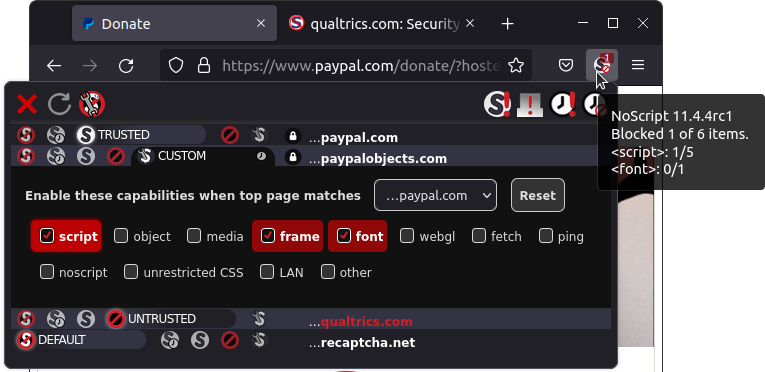 Donate
qualtrics.com: Security
https://www.paypal.com/donate/?hoste
1
NoScript 11.4.4rc1
Blocked 1 of 6 items.
<script>: 1/5
<font>: 0/1
TRUSTED ...paypal.com
CUSTOM ...paypalobjects.com
Enable these capabilities when top page matches ...paypal.com Reset
script object media frame font webgl fetch ping
noscript unrestricted CSS LAN other
UNTRUSTED ...qualtrics.com
DEFAULT ...recaptcha.net